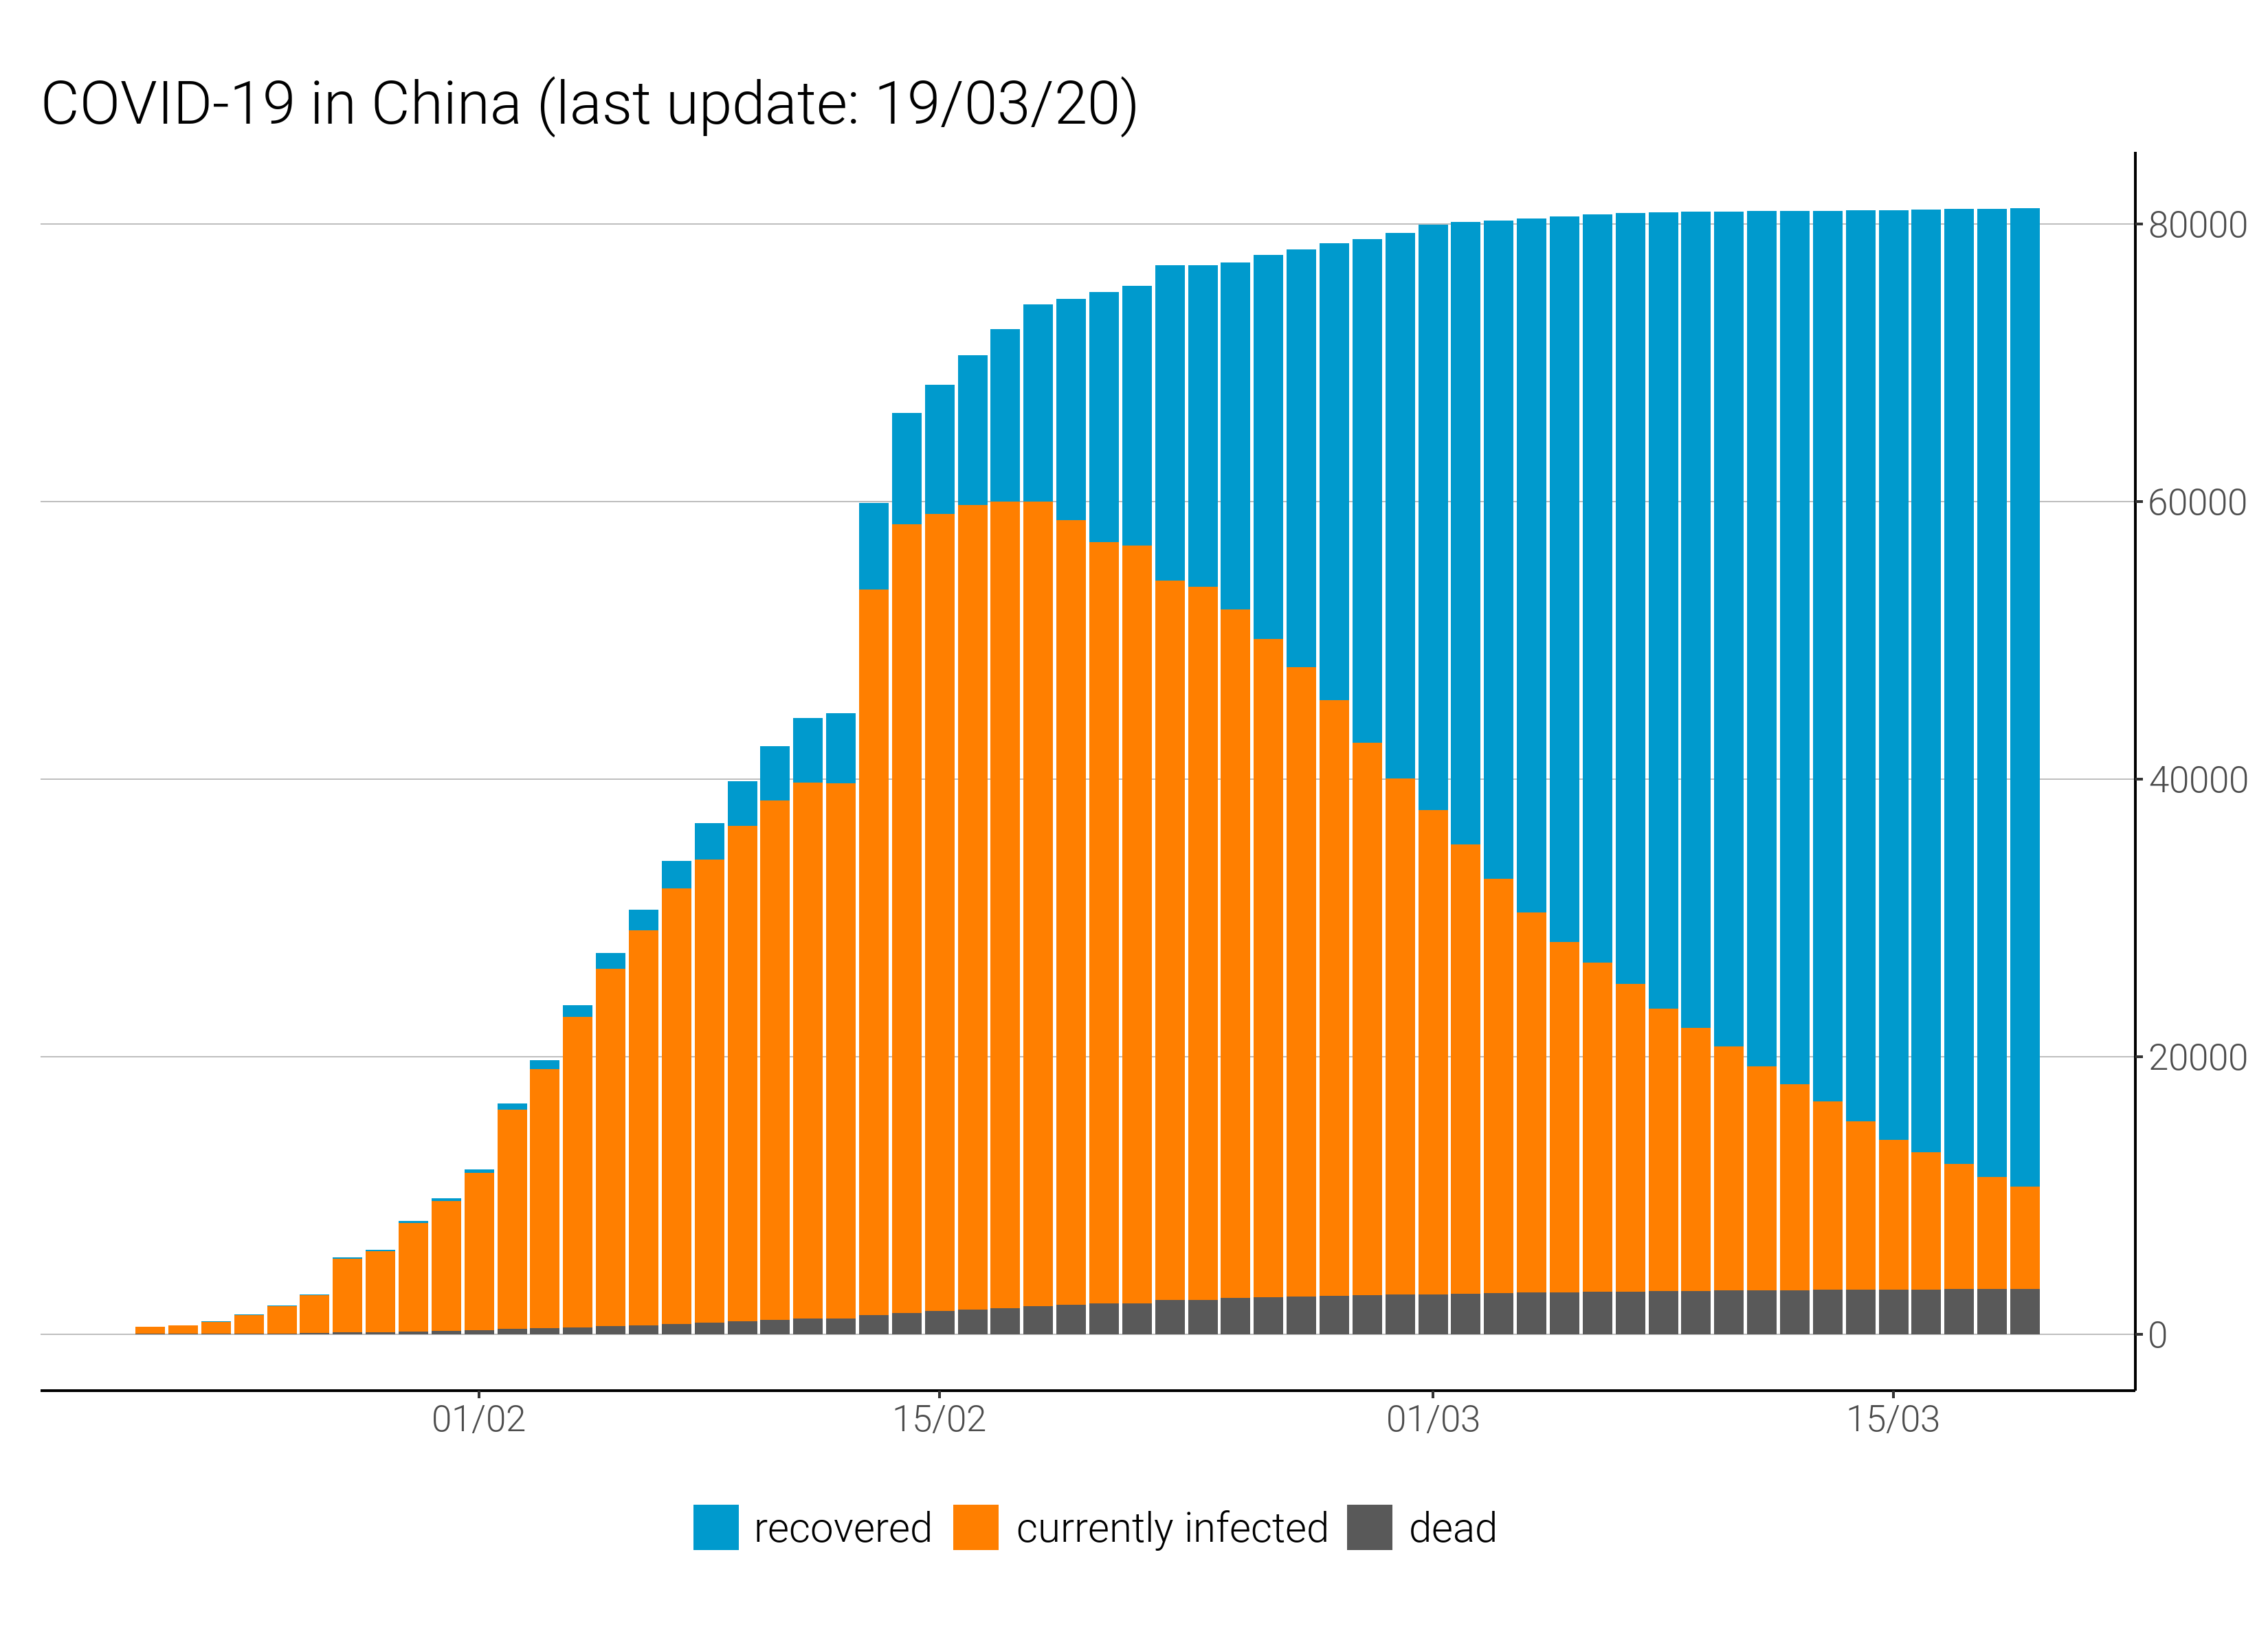 COVID-19 in China (last update: 19/03/20)
80000
60000
40000
20000
0
01/02 15/02 01/03 15/03
recovered currently infected dead